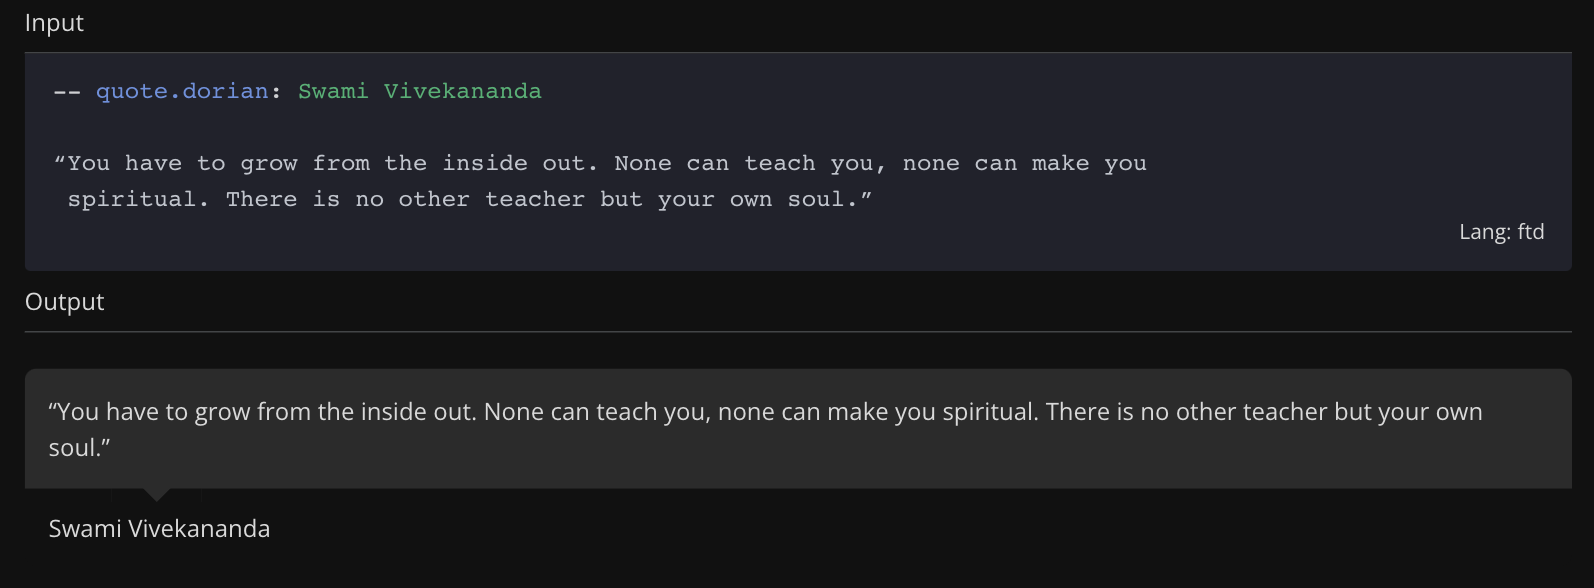 Input
-- quote.dorian: Swami Vivekananda
“You have to grow from the inside out. None can teach you, none can make you
spiritual. There is no other teacher but your own soul.”
Lang: ftd
Output
“You have to grow from the inside out. None can teach you, none can make you spiritual. There is no other teacher but your own
soul.”
Swami Vivekananda